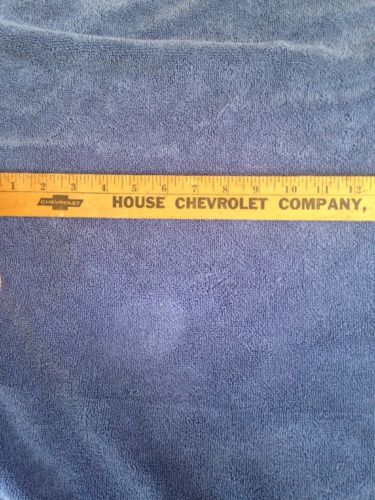 1 2 3 4 5 6 7 8 9 10 11 12
CHEVROLET HOUSE CHEVROLET COMPANY,